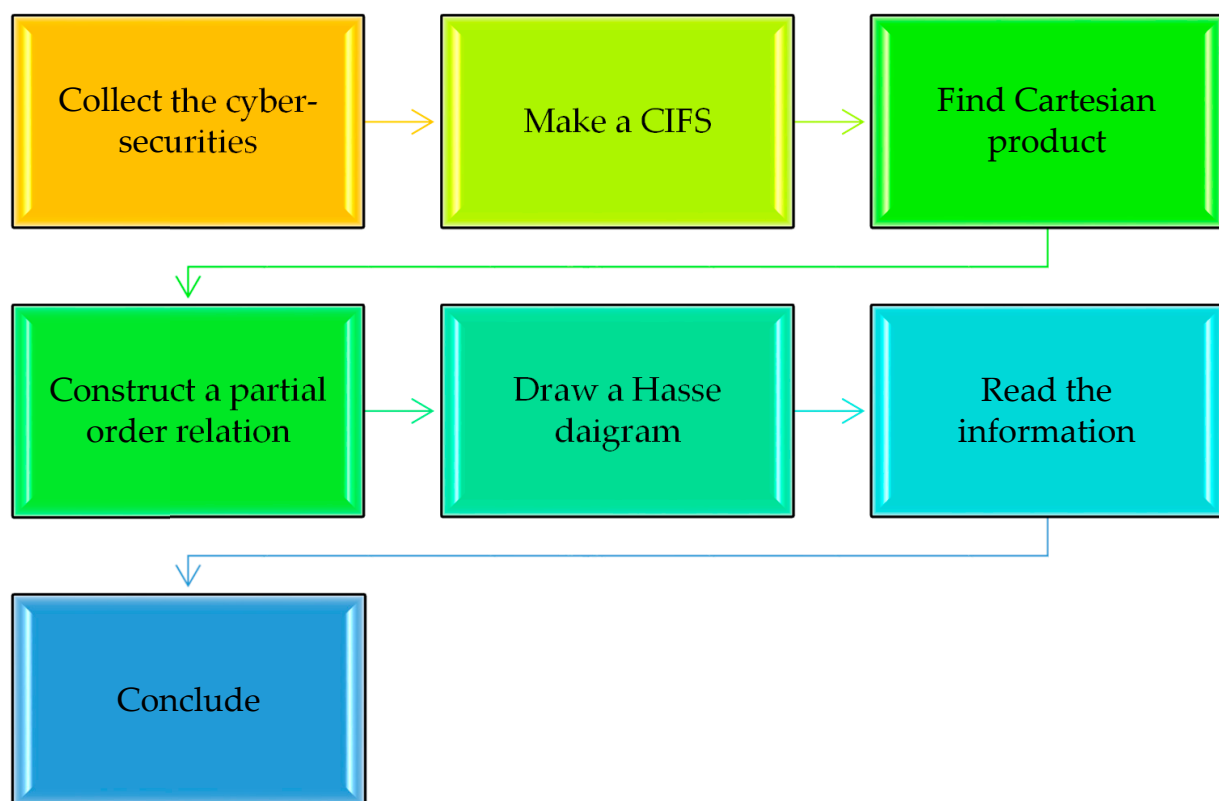 Collect the cyber-
securities
Make a CIFS
Find Cartesian
product
Construct a partial
order relation
Draw a Hasse
daigram
Read the
information
Conclude